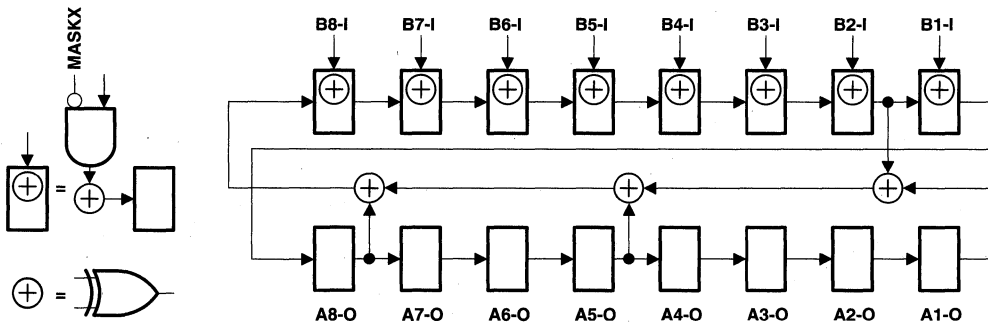 MASKX
=
=
B8-I B7-I B6-I B5-I B4-I B3-I B2-I B1-I
A8-O A7-O A6-O A5-O A4-O A3-O A2-O A1-O